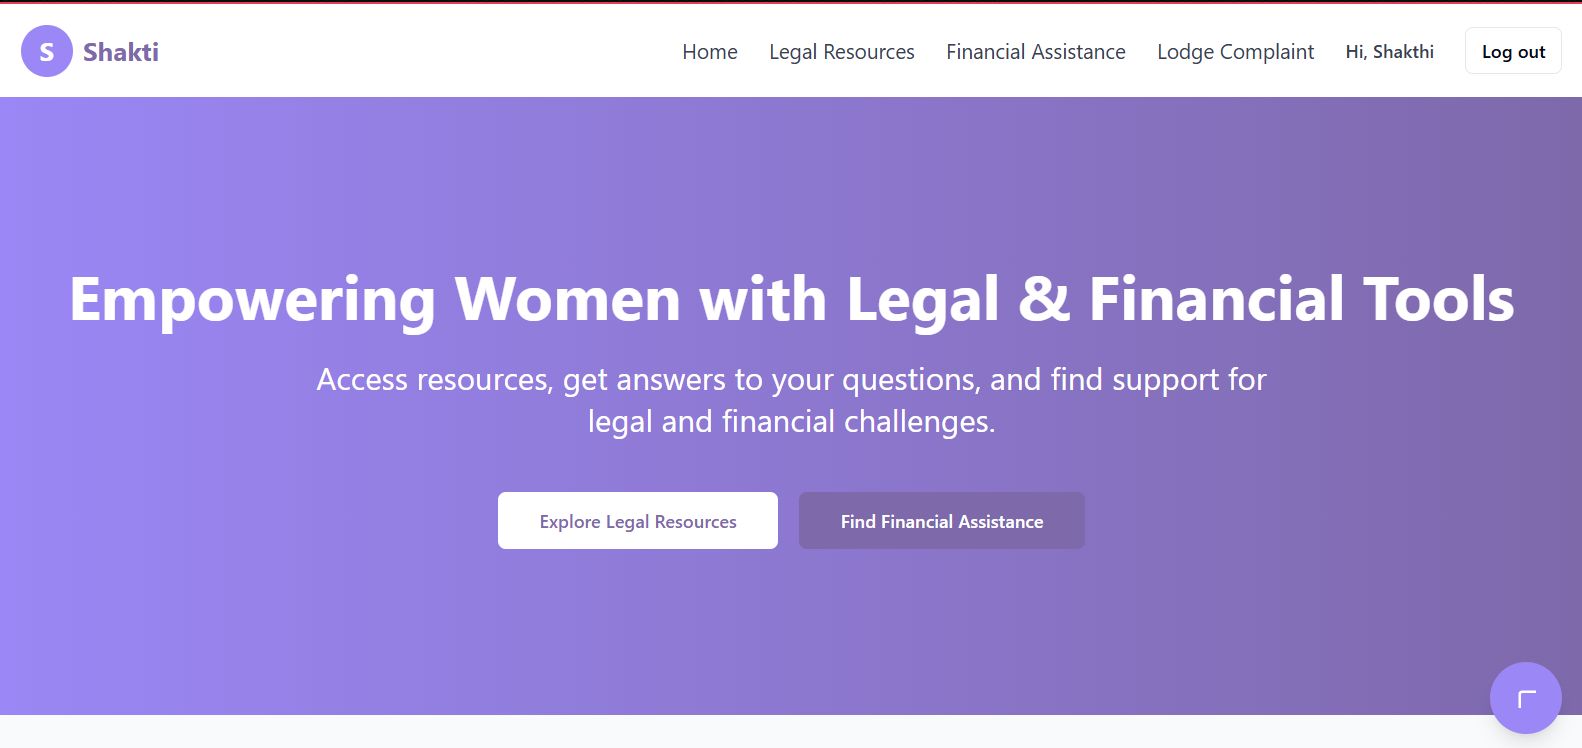 S Shakti
Home Legal Resources Financial Assistance Lodge Complaint Hi, Shakthi Log out
Empowering Women with Legal & Financial Tools
Access resources, get answers to your questions, and find support for
legal and financial challenges.
Explore Legal Resources Find Financial Assistance